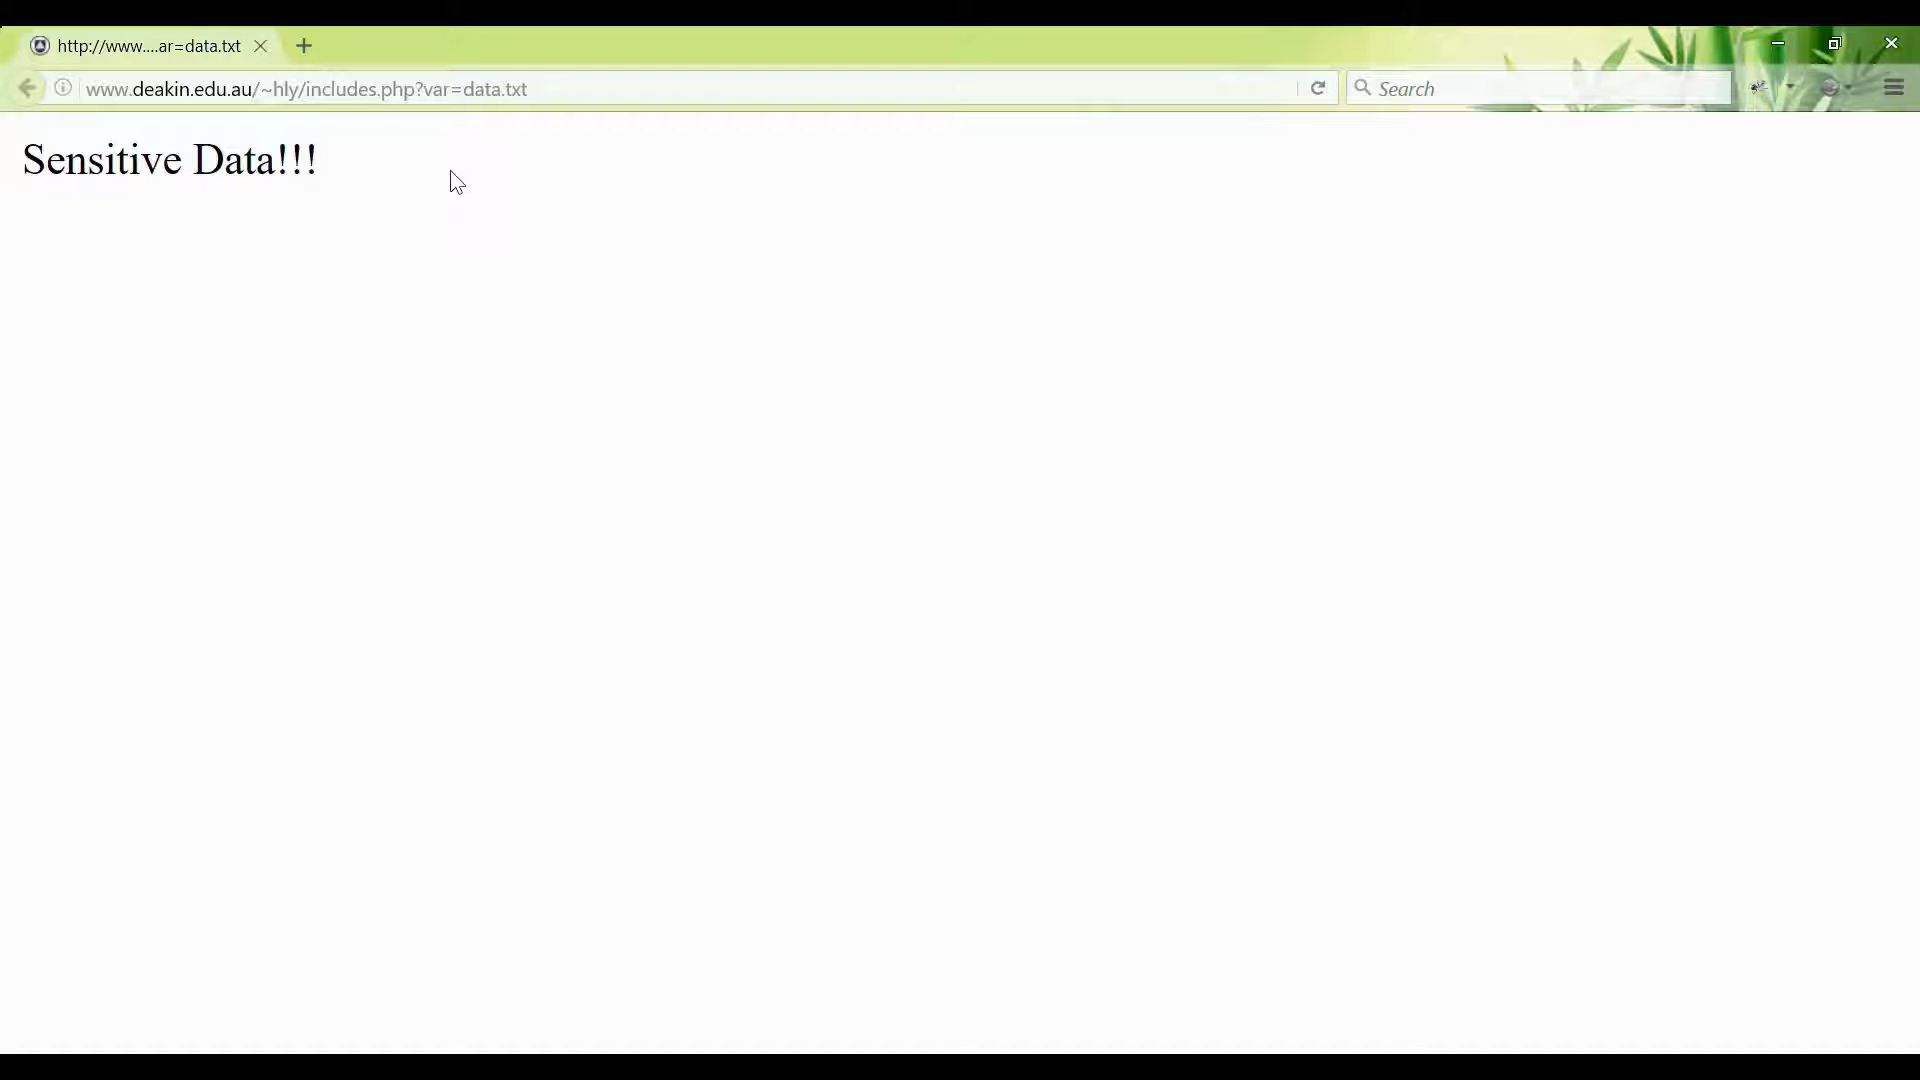 http://www....ar=data.txt
www.deakin.edu.au/~hly/includes.php?var=data.txt
Search
Sensitive Data!!!